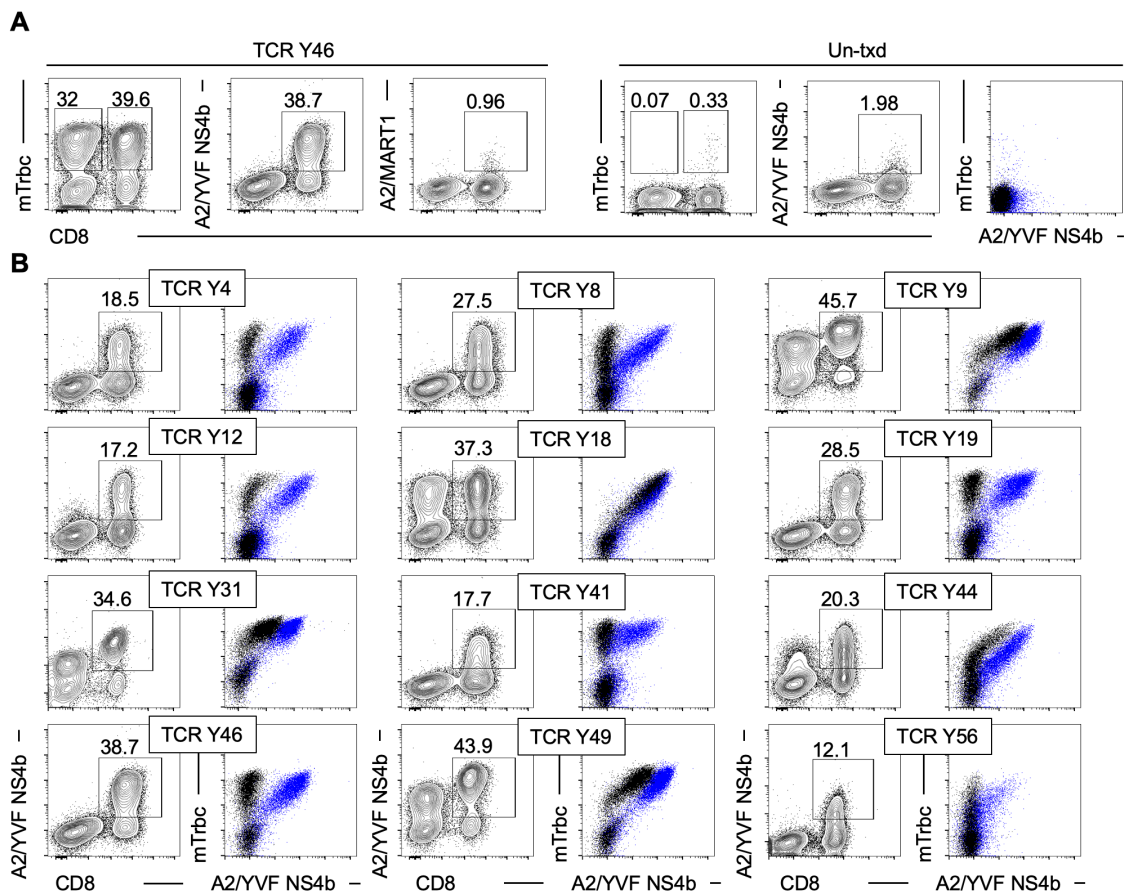 A
TCR Y46
Un-txd
mTrbc
32
39.6
A2/YVF NS4b
38.7
A2/MART1
0.96
mTrbc
0.07
0.33
A2/YVF NS4b
1.98
mTrbc
CD8
A2/YVF NS4b
B
TCR Y4
18.5
TCR Y8
27.5
TCR Y9
45.7
TCR Y12
17.2
TCR Y18
37.3
TCR Y19
28.5
TCR Y31
34.6
TCR Y41
17.7
TCR Y44
20.3
TCR Y46
38.7
TCR Y49
43.9
TCR Y56
12.1
A2/YVF NS4b
mTrbc
A2/YVF NS4b
mTrbc
A2/YVF NS4b
mTrbc
CD8
A2/YVF NS4b
CD8
A2/YVF NS4b
CD8
A2/YVF NS4b